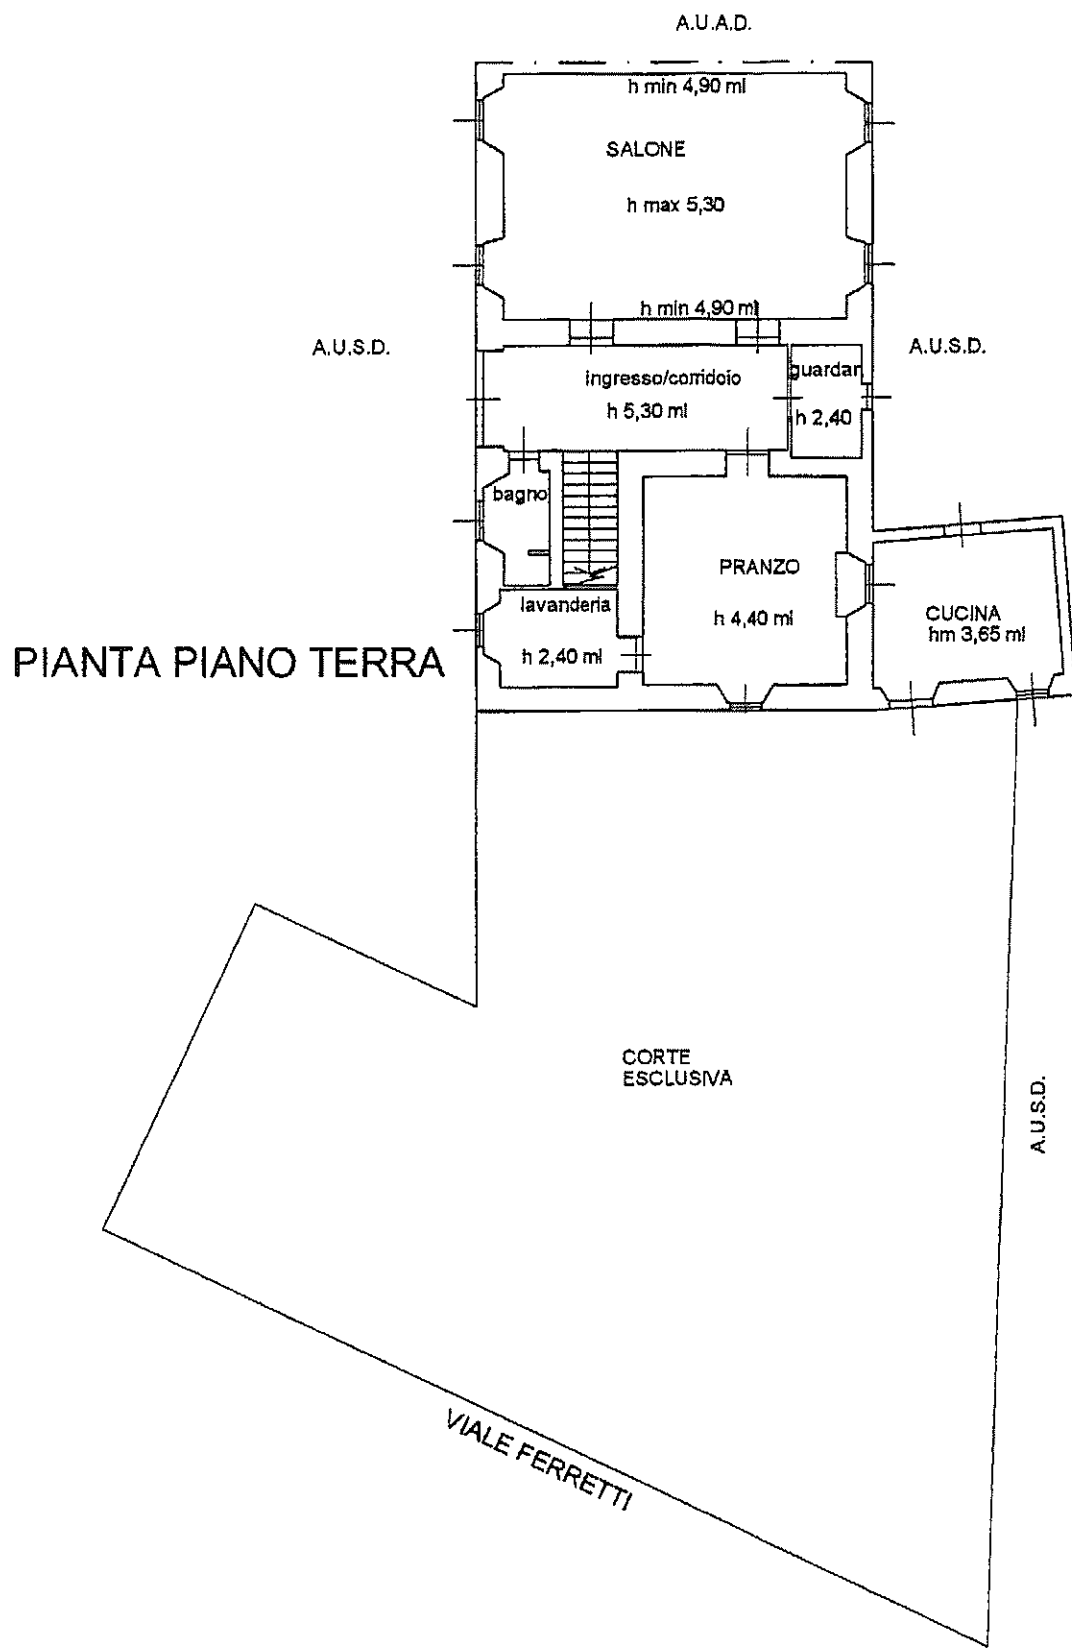 A.U.A.D.
h min 4,90 ml
SALONE
h max 5,30
h min 4,90 ml
A.U.S.D.
A.U.S.D.
ingresso/corridoio
h 5,30 ml
guardar
h 2,40
bagno
PRANZO
h 4,40 ml
lavanderia
h 2,40 ml
CUCINA
hm 3,65 ml
PIANTA PIANO TERRA
CORTE
ESCLUSIVA
A.U.S.D.
VIALE FERRETTI